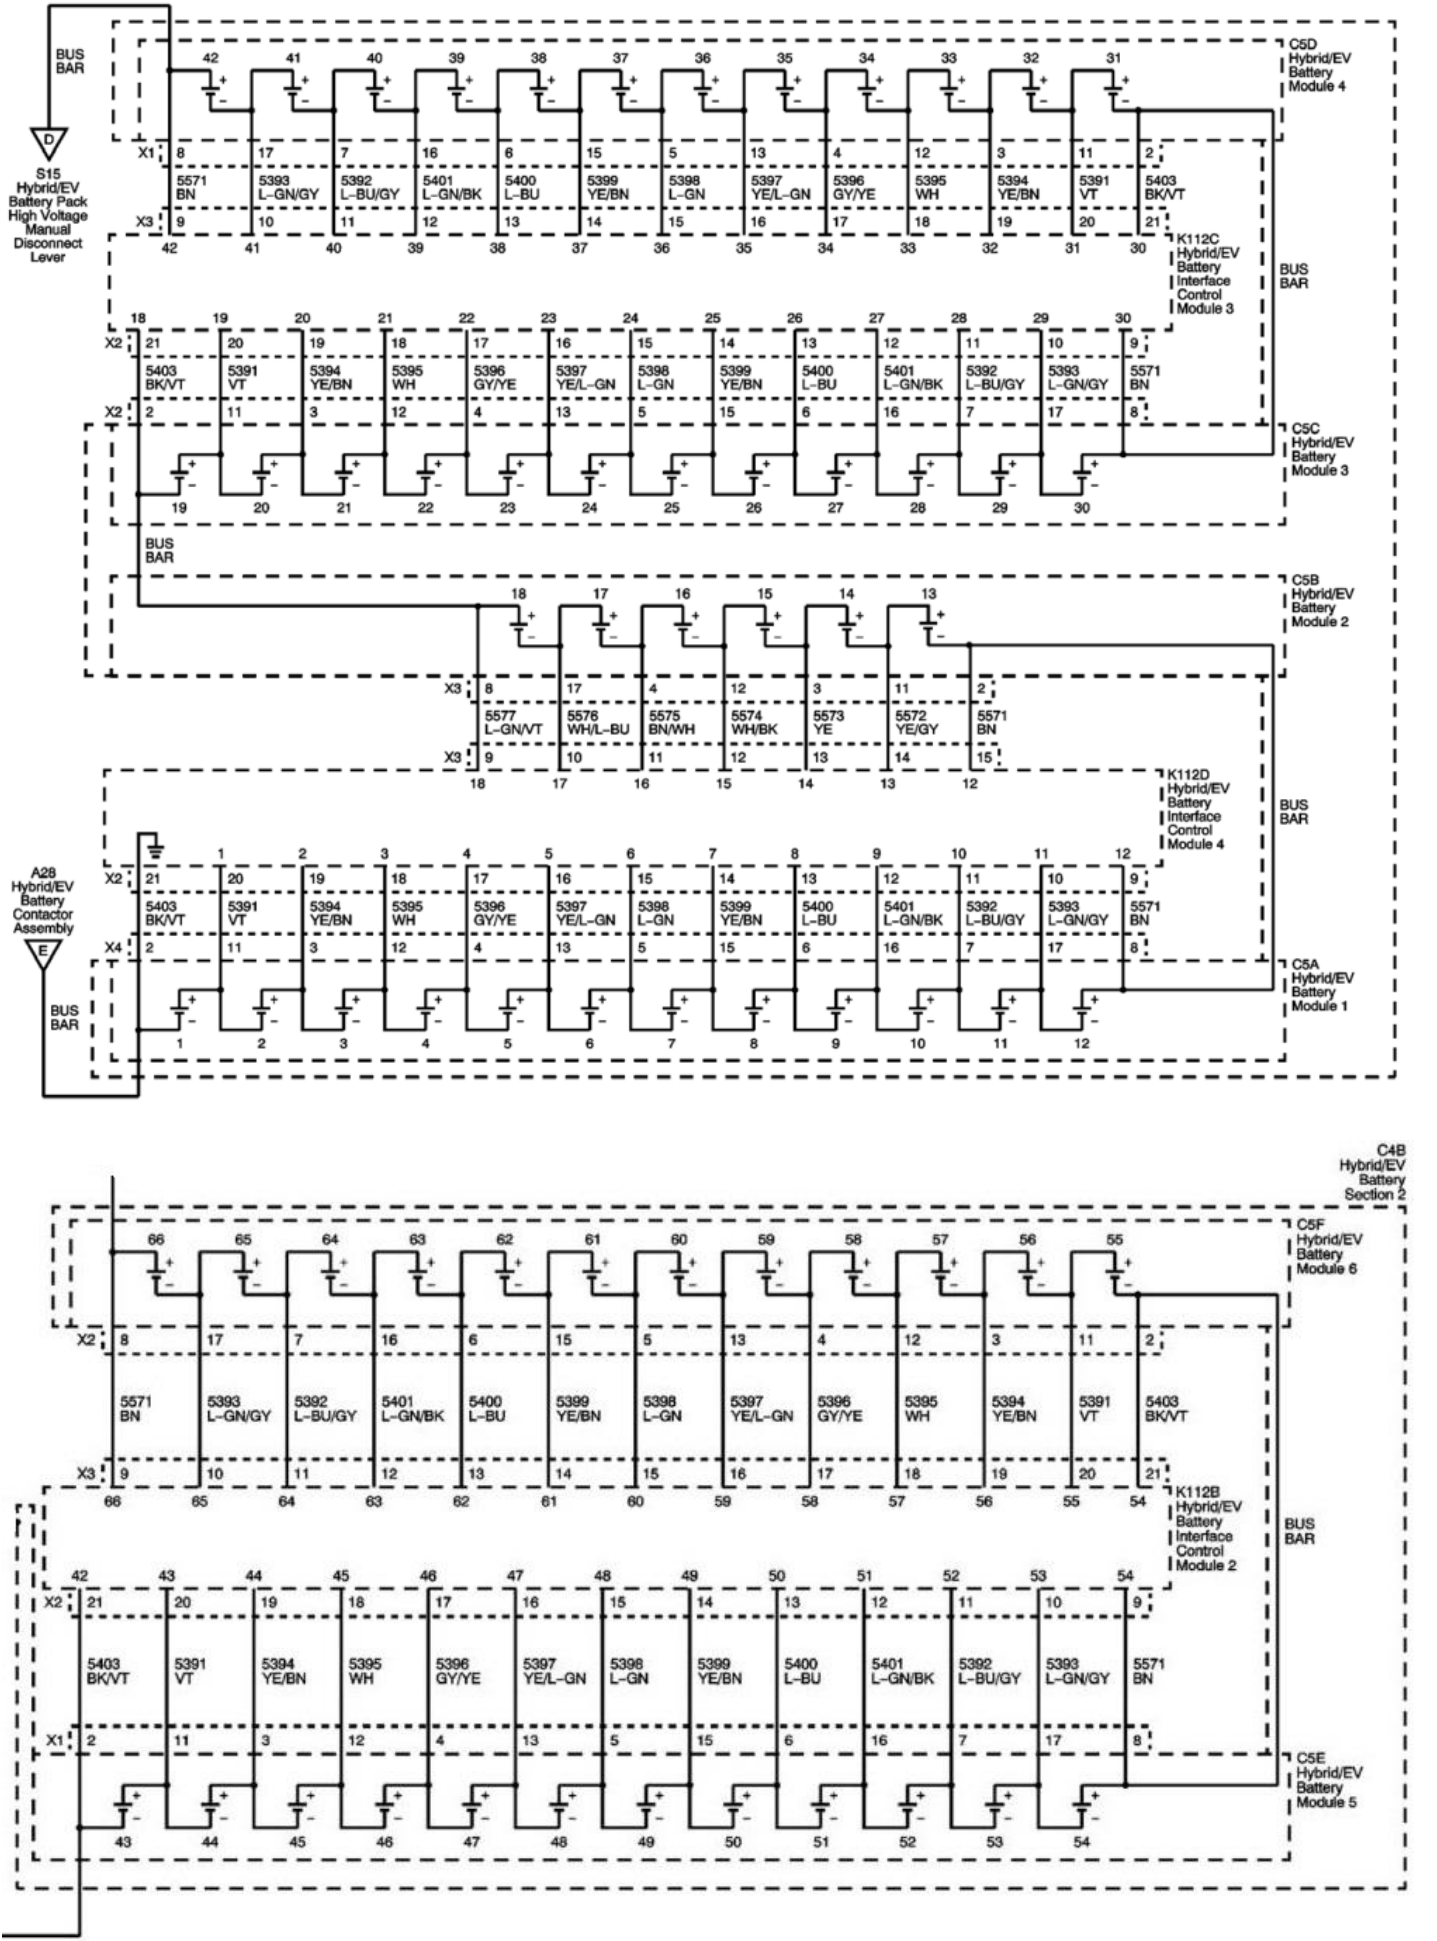 BUS
BAR
D
S15
Hybrid/EV
Battery Pack
High Voltage
Manual
Disconnect
Lever
42 41 40 39 38 37 36 35 34 33 32 31
+ + + + + + + + + + + +
– – – – – – – – – – – –
C5D
Hybrid/EV
Battery
Module 4
X1 8 17 7 16 6 15 5 13 4 12 3 11 2
5571 5393 5392 5401 5400 5399 5398 5397 5396 5395 5394 5391 5403
BN L–GN/GY L–BU/GY L–GN/BK L–BU YE/BN L–GN YE/L–GN GY/YE WH YE/BN VT BK/VT
X3 9 10 11 12 13 14 15 16 17 18 19 20 21
42 41 40 39 38 37 36 35 34 33 32 31 30
K112C
Hybrid/EV
Battery
Interface
Control
Module 3
BUS
BAR
18 19 20 21 22 23 24 25 26 27 28 29 30
X2 21 20 19 18 17 16 15 14 13 12 11 10 9
5403 5391 5394 5395 5396 5397 5398 5399 5400 5401 5392 5393 5571
BK/VT VT YE/BN WH GY/YE YE/L–GN L–GN YE/BN L–BU L–GN/BK L–BU/GY L–GN/GY BN
X2 2 11 3 12 4 13 5 15 6 16 7 17 8
C5C
Hybrid/EV
Battery
Module 3
+ + + + + + + + + + + +
– – – – – – – – – – – –
19 20 21 22 23 24 25 26 27 28 29 30
BUS
BAR
C5B
Hybrid/EV
Battery
Module 2
18 17 16 15 14 13
+ + + + + +
– – – – – –
X3 8 17 4 12 3 11 2
5577 5576 5575 5574 5573 5572 5571
L–GN/VT WH/L–BU BN/WH WH/BK YE YE/GY BN
X3 9 10 11 12 13 14 15
18 17 16 15 14 13 12
K112D
Hybrid/EV
Battery
Interface
Control
Module 4
BUS
BAR
A28
Hybrid/EV
Battery
Contactor
Assembly
E
BUS
BAR
1 2 3 4 5 6 7 8 9 10 11 12
X2 21 20 19 18 17 16 15 14 13 12 11 10 9
5403 5391 5394 5395 5396 5397 5398 5399 5400 5401 5392 5393 5571
BK/VT VT YE/BN WH GY/YE YE/L–GN L–GN YE/BN L–BU L–GN/BK L–BU/GY L–GN/GY BN
X4 2 11 3 12 4 13 5 15 6 16 7 17 8
C5A
Hybrid/EV
Battery
Module 1
+ + + + + + + + + + + +
– – – – – – – – – – – –
1 2 3 4 5 6 7 8 9 10 11 12
C4B
Hybrid/EV
Battery
Section 2
C5F
Hybrid/EV
Battery
Module 6
66 65 64 63 62 61 60 59 58 57 56 55
+ + + + + + + + + + + +
– – – – – – – – – – – –
X2 8 17 7 16 6 15 5 13 4 12 3 11 2
5571 5393 5392 5401 5400 5399 5398 5397 5396 5395 5394 5391 5403
BN L–GN/GY L–BU/GY L–GN/BK L–BU YE/BN L–GN YE/L–GN GY/YE WH YE/BN VT BK/VT
X3 9 10 11 12 13 14 15 16 17 18 19 20 21
66 65 64 63 62 61 60 59 58 57 56 55 54
K112B
Hybrid/EV
Battery
Interface
Control
Module 2
BUS
BAR
42 43 44 45 46 47 48 49 50 51 52 53 54
X2 21 20 19 18 17 16 15 14 13 12 11 10 9
5403 5391 5394 5395 5396 5397 5398 5399 5400 5401 5392 5393 5571
BK/VT VT YE/BN WH GY/YE YE/L–GN L–GN YE/BN L–BU L–GN/BK L–BU/GY L–GN/GY BN
X1 2 11 3 12 4 13 5 15 6 16 7 17 8
C5E
Hybrid/EV
Battery
Module 5
+ + + + + + + + + + + +
– – – – – – – – – – – –
43 44 45 46 47 48 49 50 51 52 53 54